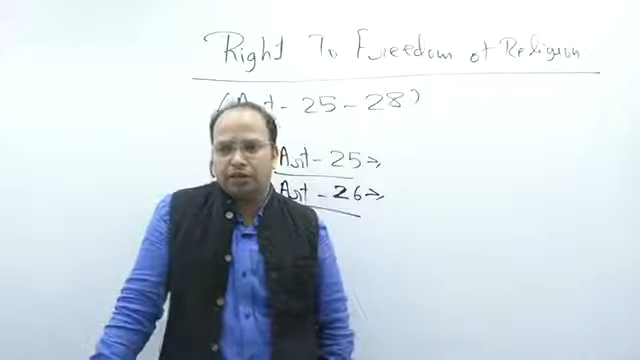 Right To Freedom of Religion
(Art - 25 - 28)
Art - 25 →
Art - 26 →